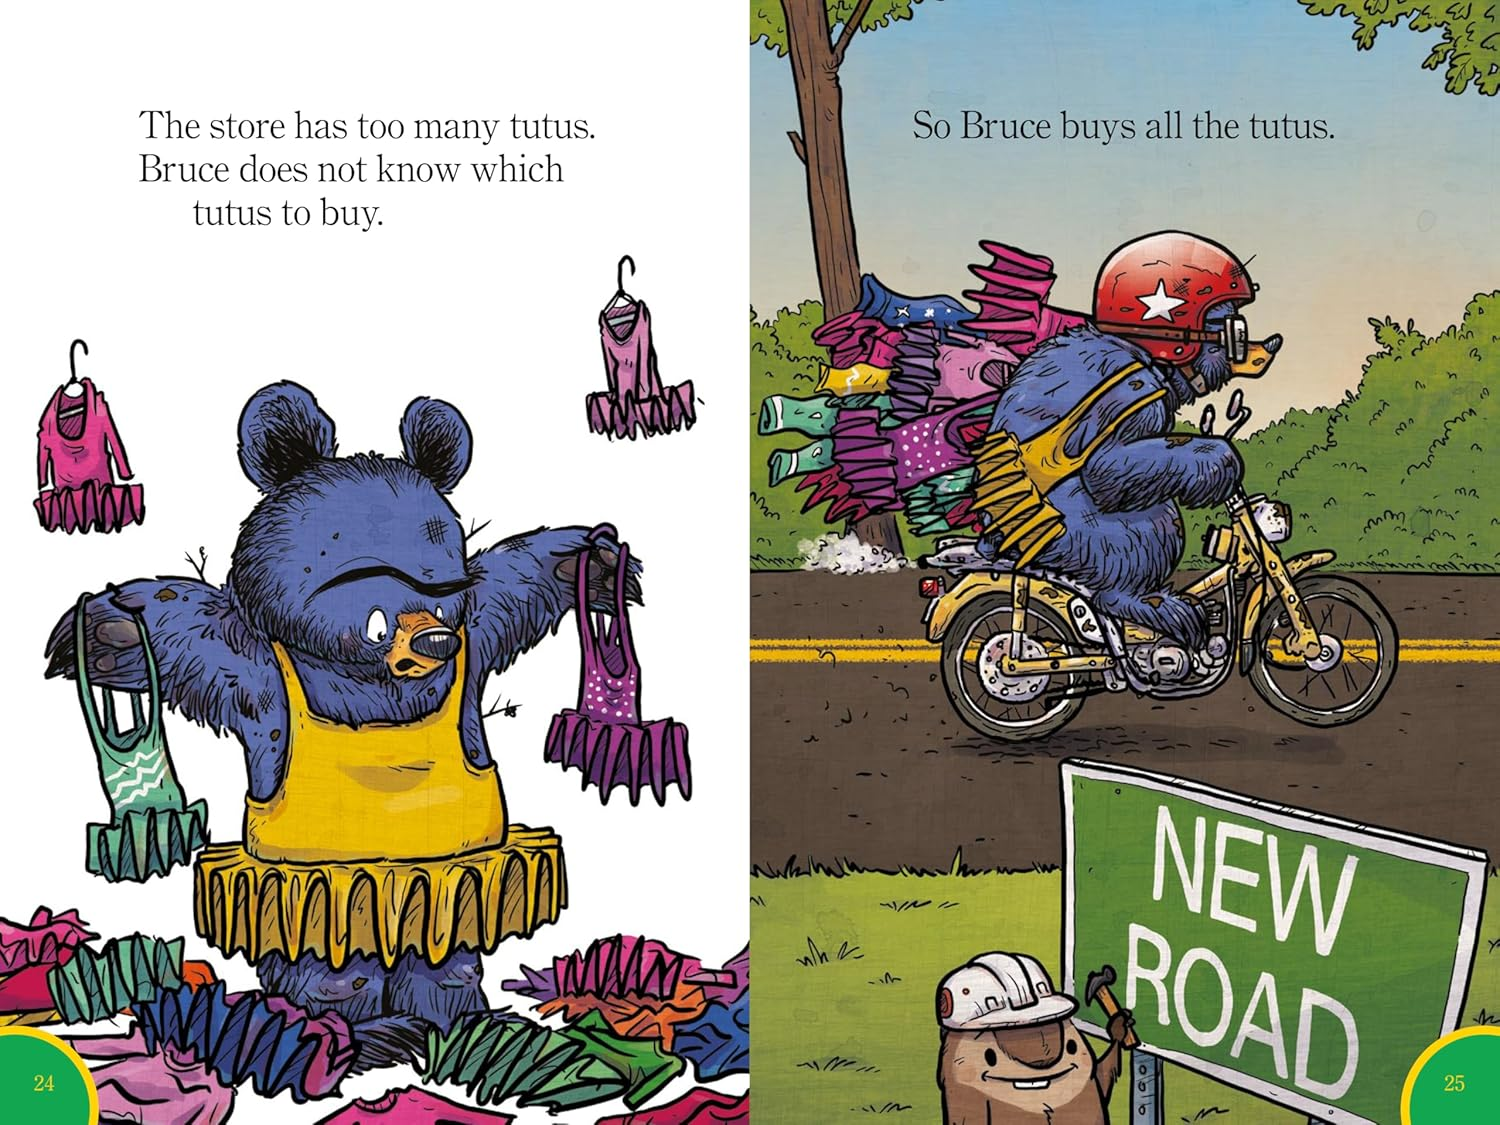 The store has too many tutus.
Bruce does not know which
tutus to buy.
24
So Bruce buys all the tutus.
NEW
ROAD
25